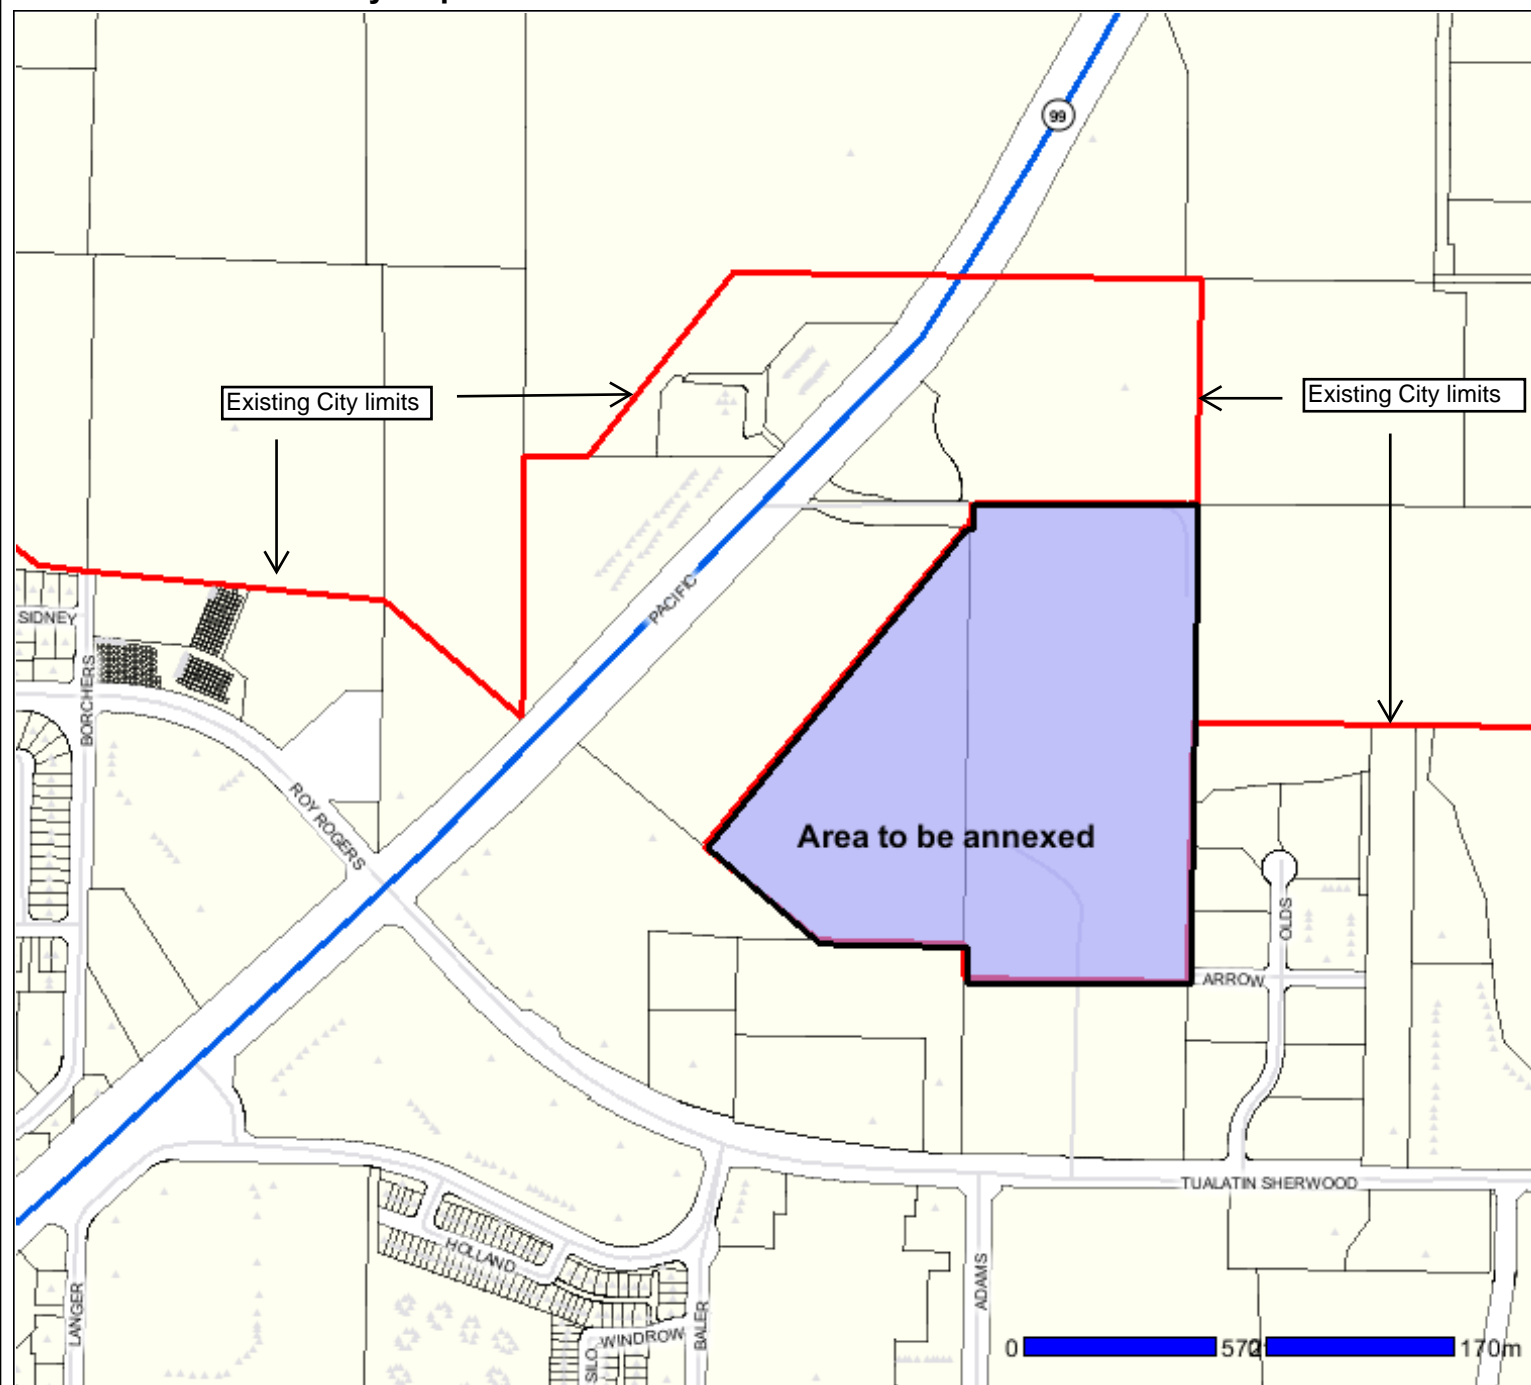 99
Existing City limits
Existing City limits
PACIFIC
SIDNEY
BORCHERS
ROY ROGERS
Area to be annexed
OLDS
ARROW
TUALATIN SHERWOOD
HOLLAND
LANGER
ADAMS
BALER
WINDROW
SILO
0
170m